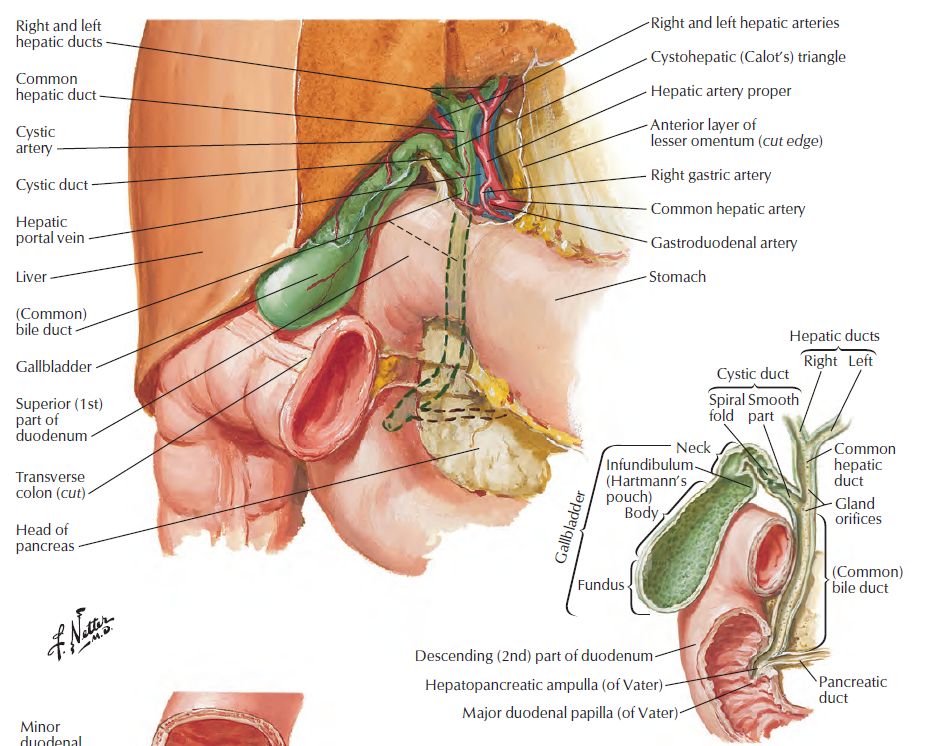 Right and left
hepatic ducts
Common
hepatic duct
Cystic
artery
Cystic duct
Hepatic
portal vein
Liver
(Common)
bile duct
Gallbladder
Superior (1st)
part of
duodenum
Transverse
colon (cut)
Head of
pancreas
Right and left hepatic arteries
Cystohepatic (Calot’s) triangle
Hepatic artery proper
Anterior layer of
lesser omentum (cut edge)
Right gastric artery
Common hepatic artery
Gastroduodenal artery
Stomach
Hepatic ducts
Right Left
Cystic duct
Spiral Smooth
fold part
Neck
Infundibulum
(Hartmann’s
pouch)
Body
Gallbladder
Fundus
Common
hepatic
duct
Gland
orifices
(Common)
bile duct
Descending (2nd) part of duodenum
Hepatopancreatic ampulla (of Vater)
Major duodenal papilla (of Vater)
Pancreatic
duct
F. Netter
M.D.
Minor
duodenal